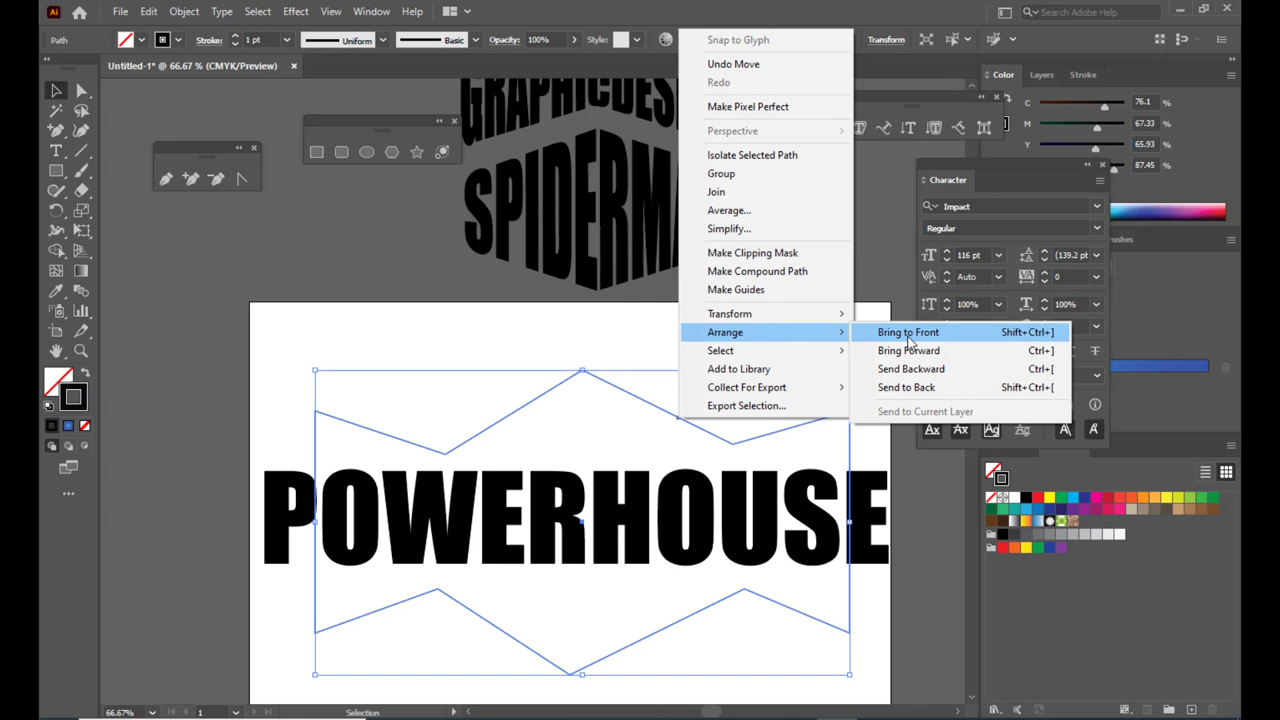 Ai
File Edit Object Type Select Effect View Window Help
Search Adobe Help
Path
Stroke:
1 pt
Uniform
Basic
Opacity:
100%
Style:
Transform
Untitled-1* @ 66.67 % (CMYK/Preview)
×
GRAPHICDES
SPIDERMA
POWERHOUSE
Snap to Glyph
Undo Move
Redo
Make Pixel Perfect
Perspective
Isolate Selected Path
Group
Join
Average...
Simplify...
Make Clipping Mask
Make Compound Path
Make Guides
Transform
Arrange
Select
Add to Library
Collect For Export
Export Selection...
Bring to Front Shift+Ctrl+]
Bring Forward Ctrl+]
Send Backward Ctrl+[
Send to Back Shift+Ctrl+[
Send to Current Layer
Color Layers Stroke
C 76.1 %
M 67.33 %
Y 65.93 %
87.45 %
Character
Impact
Regular
116 pt
(139.2 pt
Auto
0
100%
100%
rushes
66.67%
1
Selection